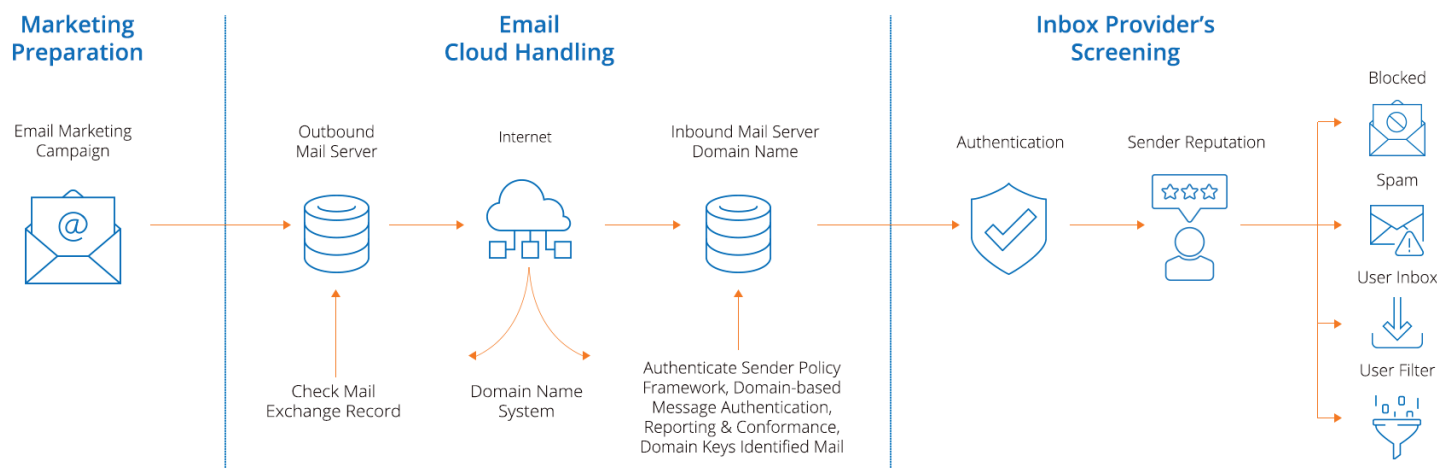 Marketing
Preparation
Email
Cloud Handling
Inbox Provider's
Screening
Email Marketing
Campaign
Outbound
Mail Server
Internet
Inbound Mail Server
Domain Name
Authentication
Sender Reputation
Blocked
Spam
User Inbox
User Filter
@
Check Mail
Exchange Record
Domain Name
System
Authenticate Sender Policy
Framework, Domain-based
Message Authentication,
Reporting & Conformance,
Domain Keys Identified Mail